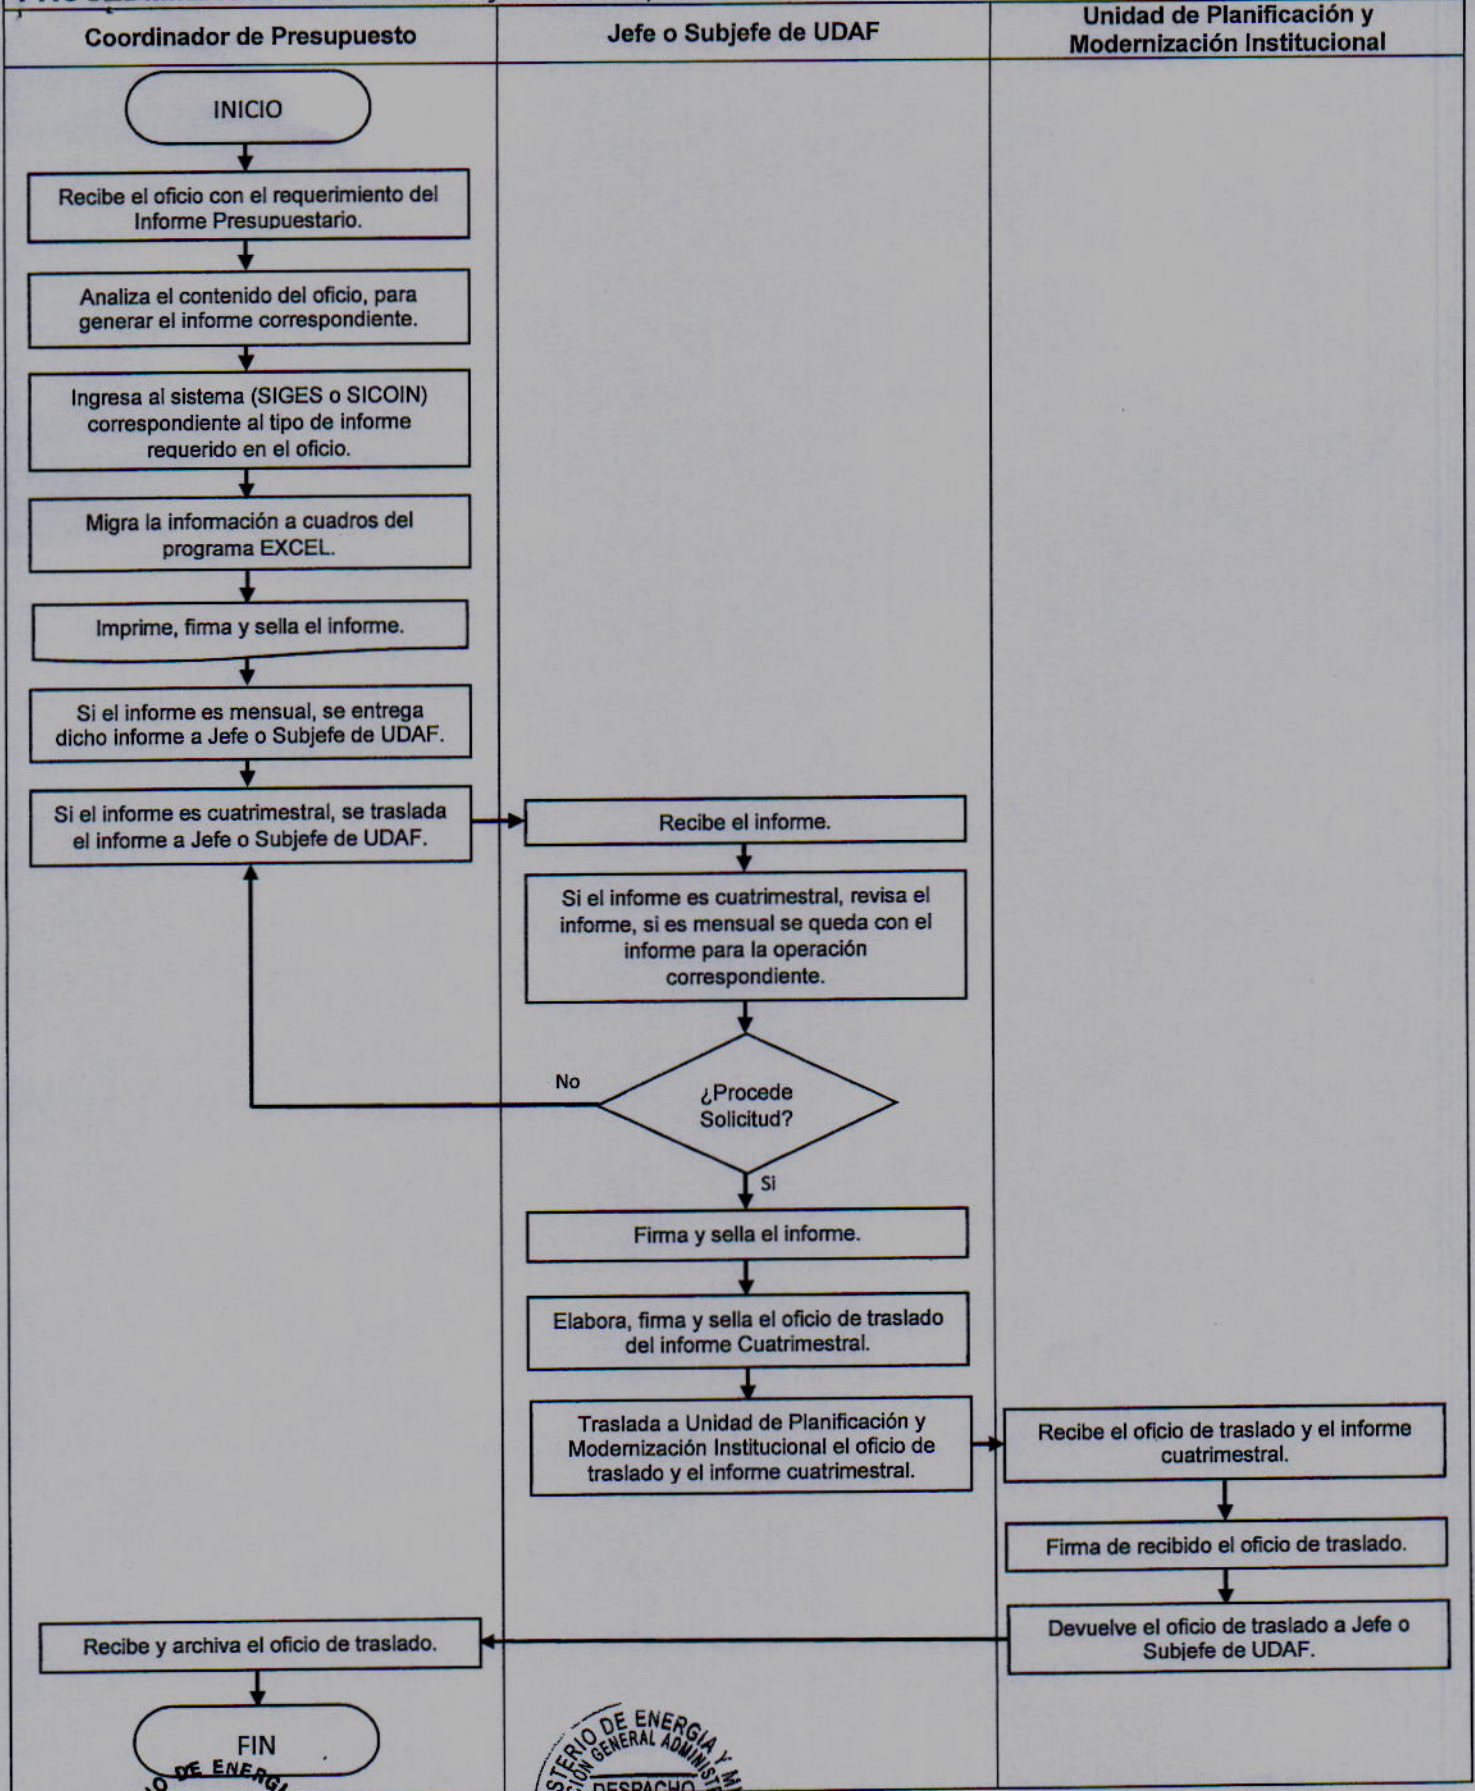 Coordinador de Presupuesto
Jefe o Subjefe de UDAF
Unidad de Planificación y
Modernización Institucional
INICIO
Recibe el oficio con el requerimiento del
Informe Presupuestario.
Analiza el contenido del oficio, para
generar el informe correspondiente.
Ingresa al sistema (SIGES o SICOIN)
correspondiente al tipo de informe
requerido en el oficio.
Migra la información a cuadros del
programa EXCEL.
Imprime, firma y sella el informe.
Si el informe es mensual, se entrega
dicho informe a Jefe o Subjefe de UDAF.
Si el informe es cuatrimestral, se traslada
el informe a Jefe o Subjefe de UDAF.
Recibe el informe.
Si el informe es cuatrimestral, revisa el
informe, si es mensual se queda con el
informe para la operación
correspondiente.
¿Procede
Solicitud?
No
Si
Firma y sella el informe.
Elabora, firma y sella el oficio de traslado
del informe Cuatrimestral.
Traslada a Unidad de Planificación y
Modernización Institucional el oficio de
traslado y el informe cuatrimestral.
Recibe el oficio de traslado y el informe
cuatrimestral.
Firma de recibido el oficio de traslado.
Devuelve el oficio de traslado a Jefe o
Subjefe de UDAF.
Recibe y archiva el oficio de traslado.
FIN
DE ENERGIA Y
GENERAL
DESPACHO
DE